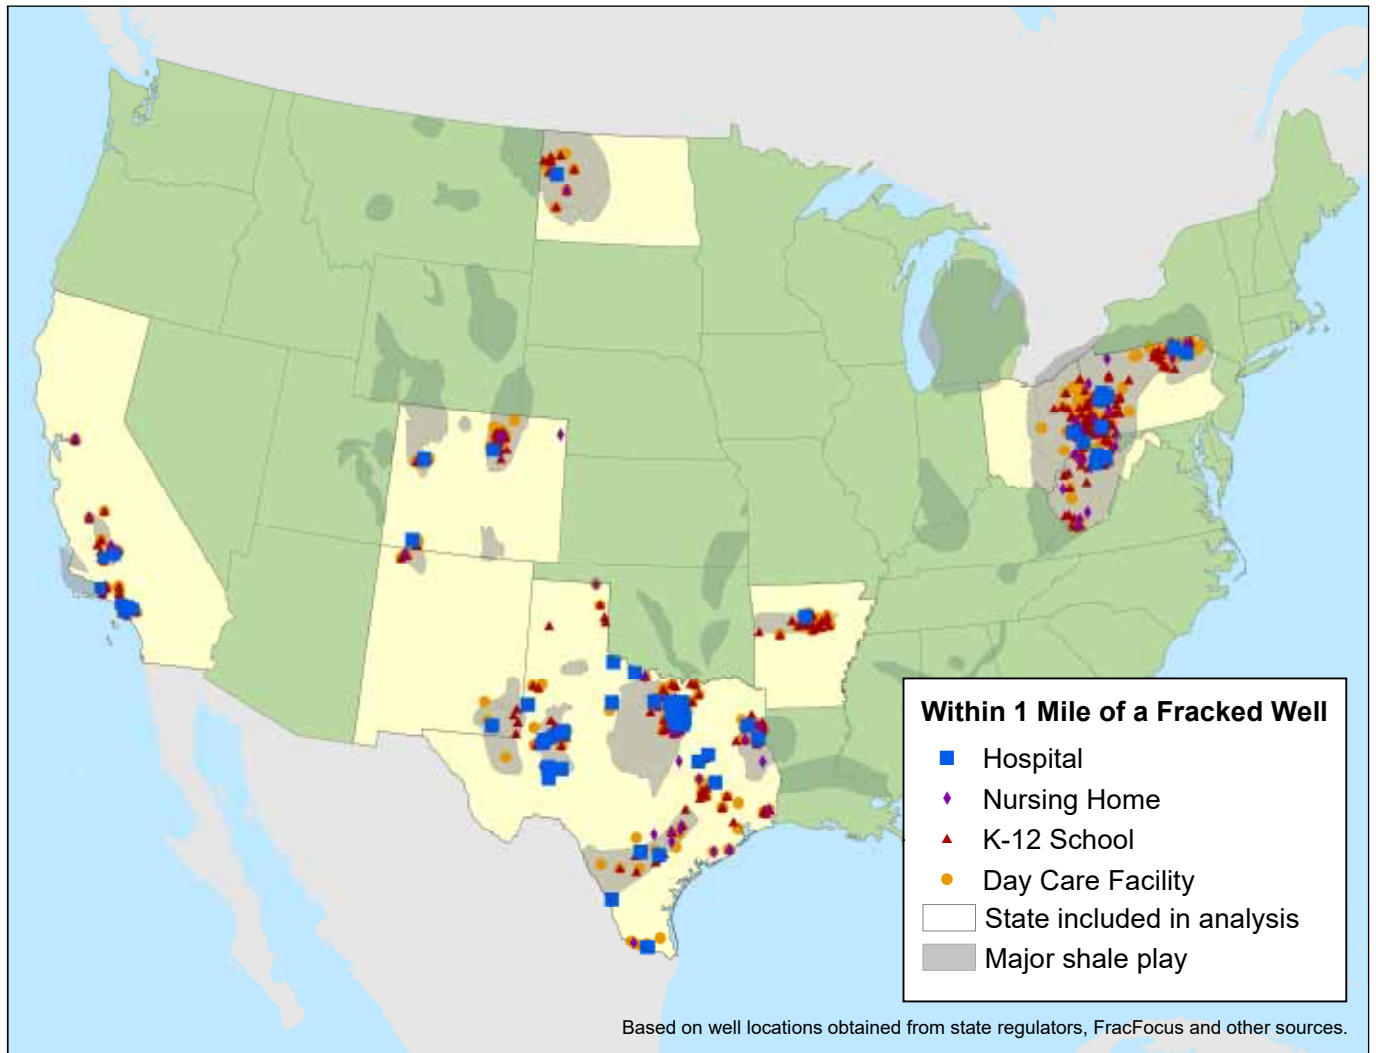 Within 1 Mile of a Fracked Well
Hospital
Nursing Home
K-12 School
Day Care Facility
State included in analysis
Major shale play
Based on well locations obtained from state regulators, FracFocus and other sources.